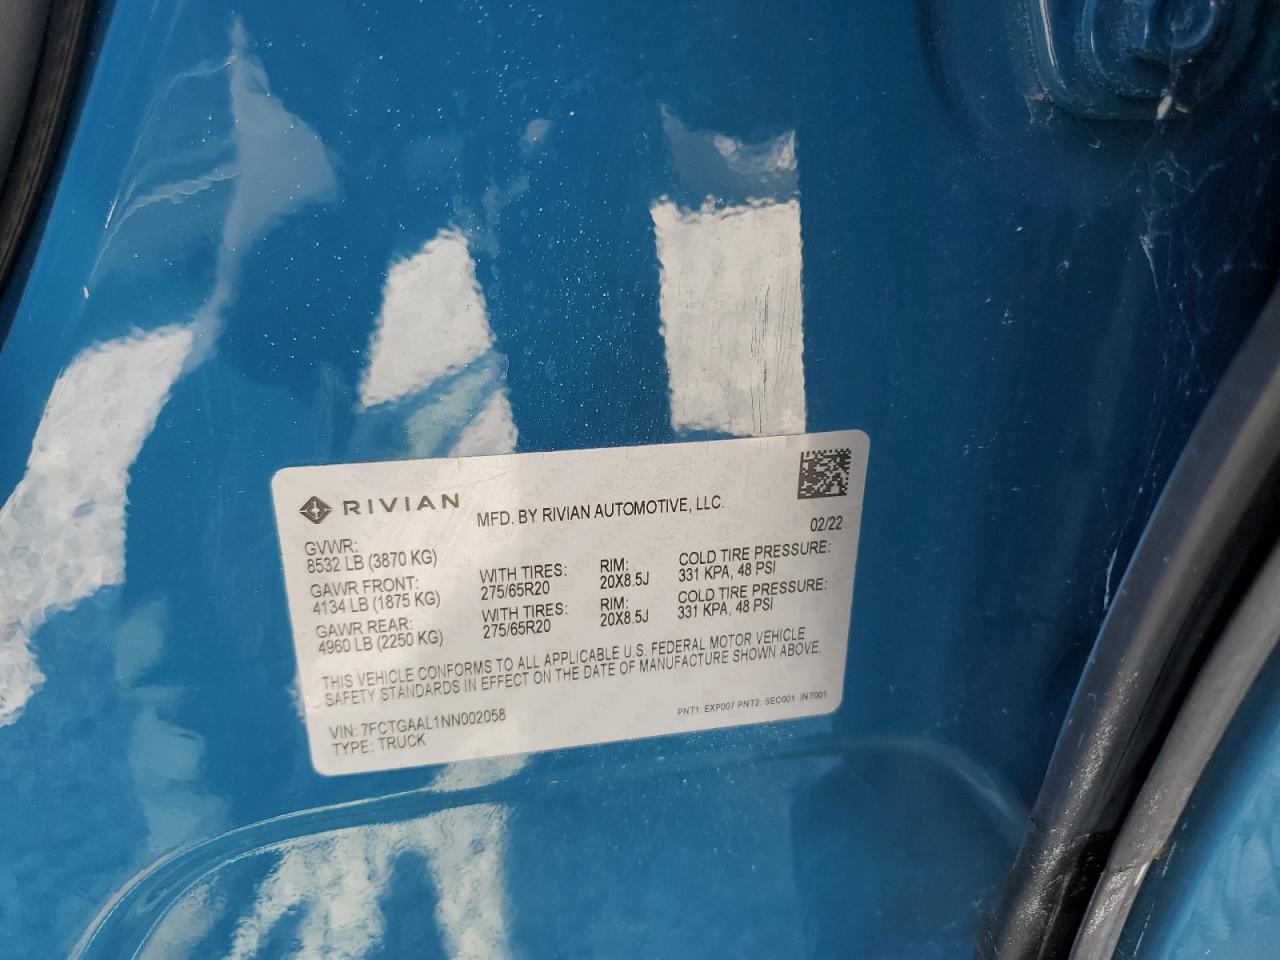 RIVIAN MFD. BY RIVIAN AUTOMOTIVE, LLC.
02/22
GVWR:
8532 LB (3870 KG)
GAWR FRONT: WITH TIRES: RIM: COLD TIRE PRESSURE:
4134 LB (1875 KG) 275/65R20 20X8.5J 331 KPA, 48 PSI
GAWR REAR: WITH TIRES: RIM: COLD TIRE PRESSURE:
4960 LB (2250 KG) 275/65R20 20X8.5J 331 KPA, 48 PSI
THIS VEHICLE CONFORMS TO ALL APPLICABLE U.S. FEDERAL MOTOR VEHICLE
SAFETY STANDARDS IN EFFECT ON THE DATE OF MANUFACTURE SHOWN ABOVE.
VIN: 7FCTGAAL1NN002058 PNT1: EXP007 PNT2: SEC001 INT001
TYPE: TRUCK